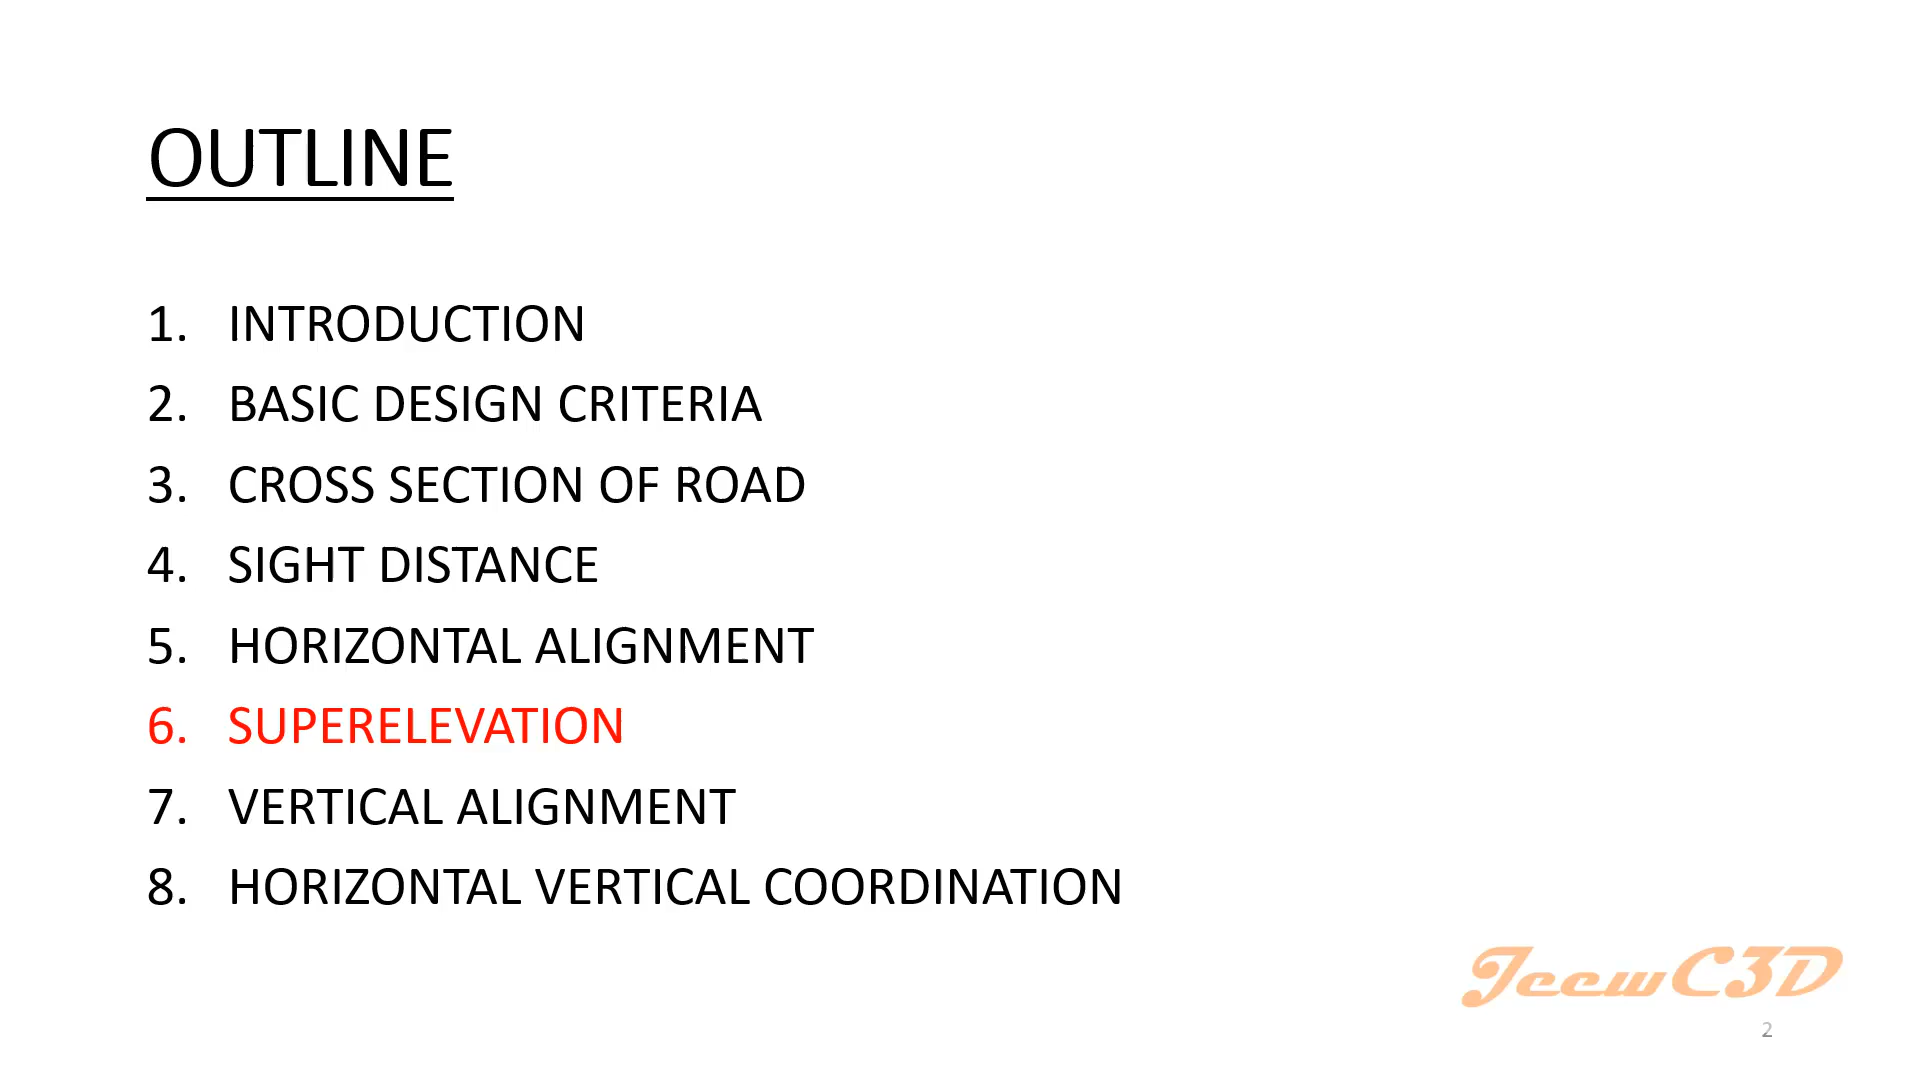 OUTLINE
1. INTRODUCTION
2. BASIC DESIGN CRITERIA
3. CROSS SECTION OF ROAD
4. SIGHT DISTANCE
5. HORIZONTAL ALIGNMENT
6. SUPERELEVATION
7. VERTICAL ALIGNMENT
8. HORIZONTAL VERTICAL COORDINATION
JeewC3D
2